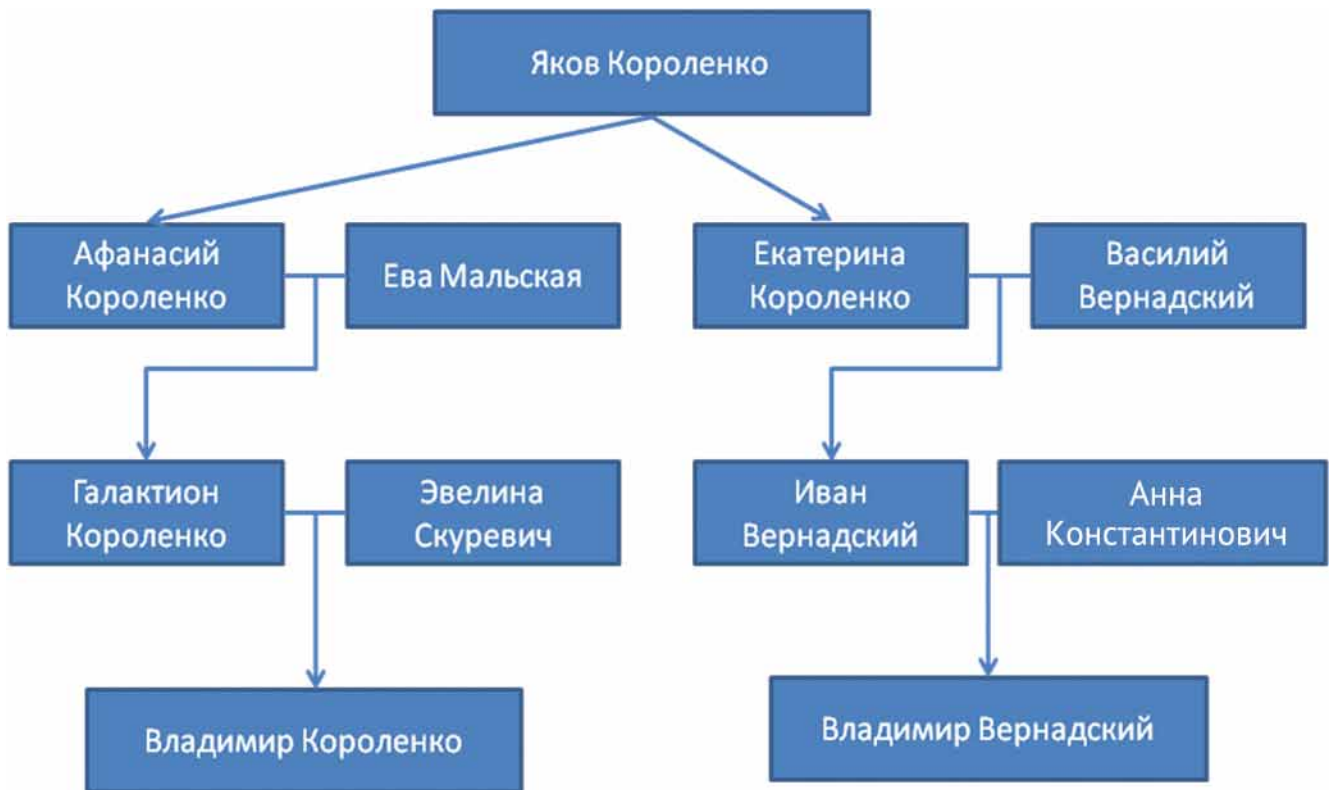 Яков Короленко
Афанасий
Короленко
Ева Мальская
Екатерина
Короленко
Василий
Вернадский
Галактион
Короленко
Эвелина
Скуревич
Иван
Вернадский
Анна
Константинович
Владимир Короленко
Владимир Вернадский